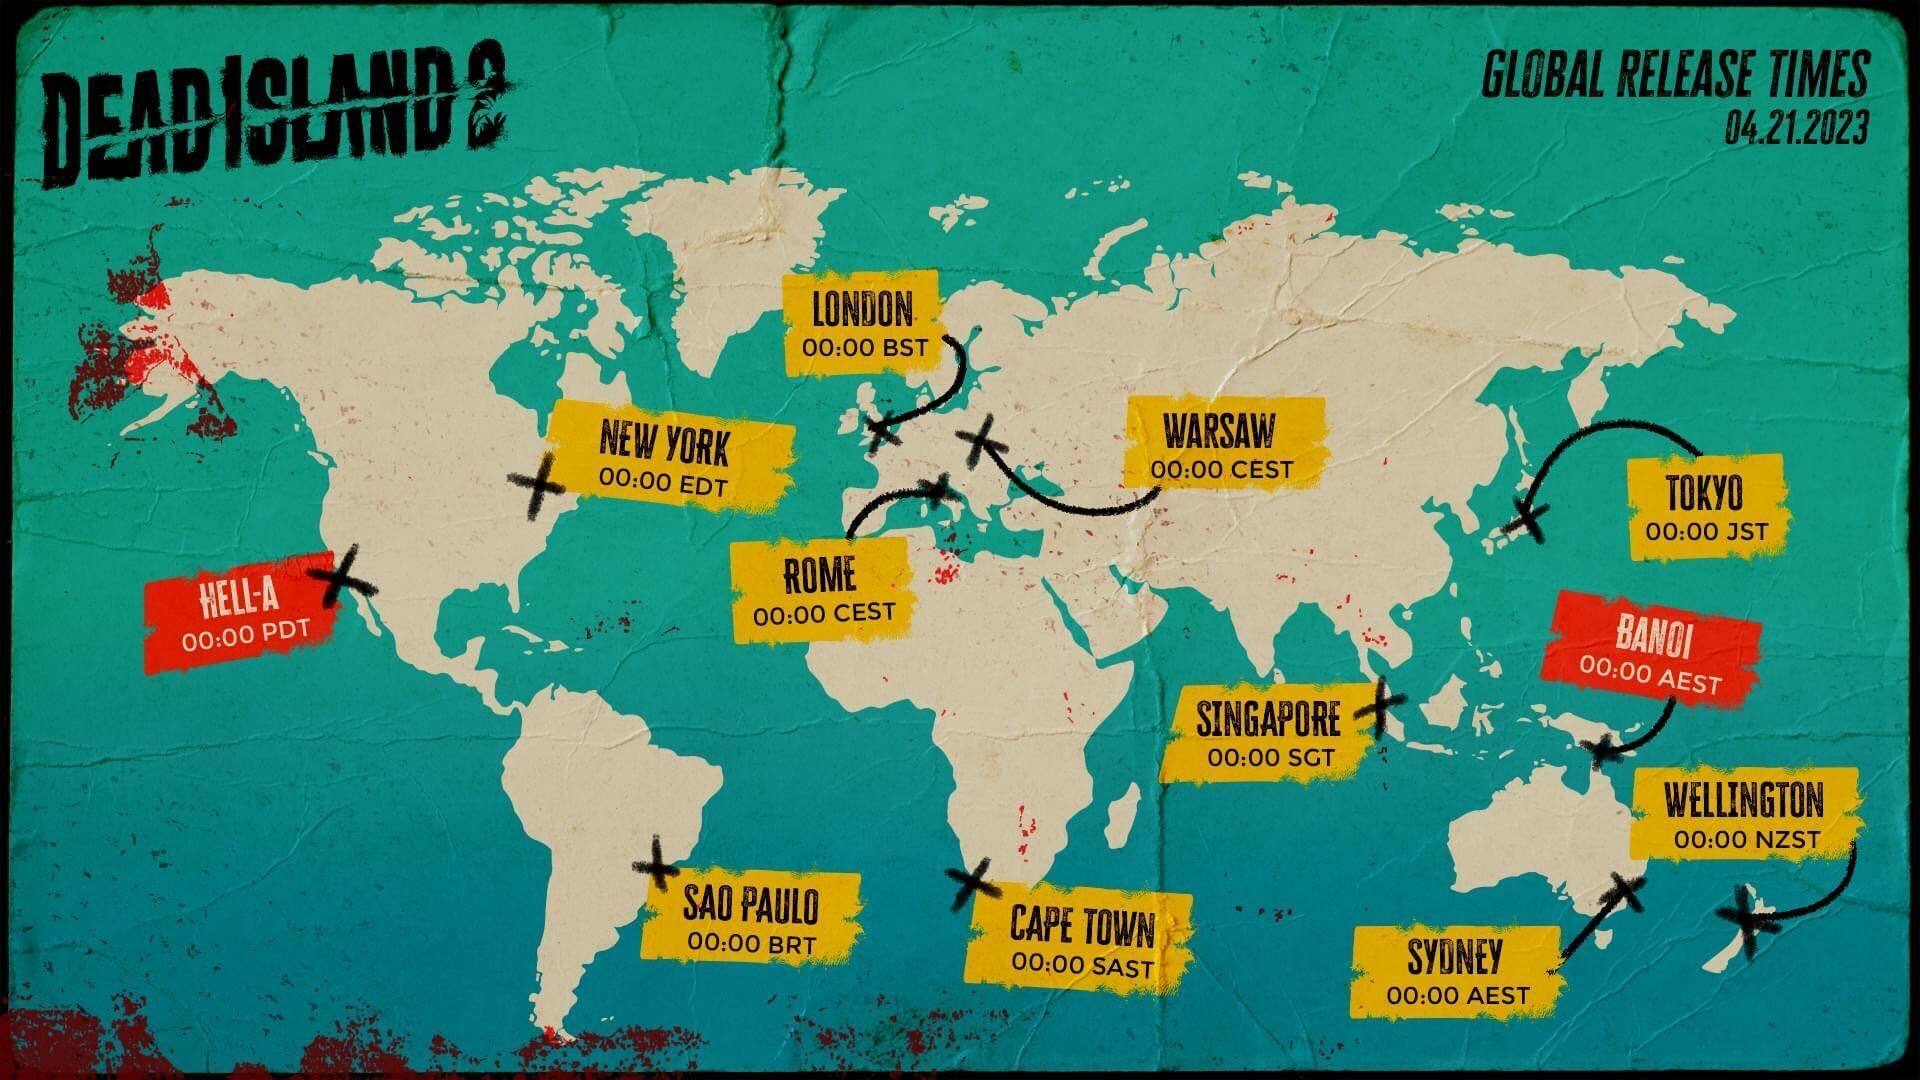 DEAD ISLAND 2
GLOBAL RELEASE TIMES
04.21.2023
LONDON
00:00 BST
NEW YORK
00:00 EDT
WARSAW
00:00 CEST
TOKYO
00:00 JST
HELL-A
00:00 PDT
ROME
00:00 CEST
BANOI
00:00 AEST
SINGAPORE
00:00 SGT
WELLINGTON
00:00 NZST
SAO PAULO
00:00 BRT
CAPE TOWN
00:00 SAST
SYDNEY
00:00 AEST